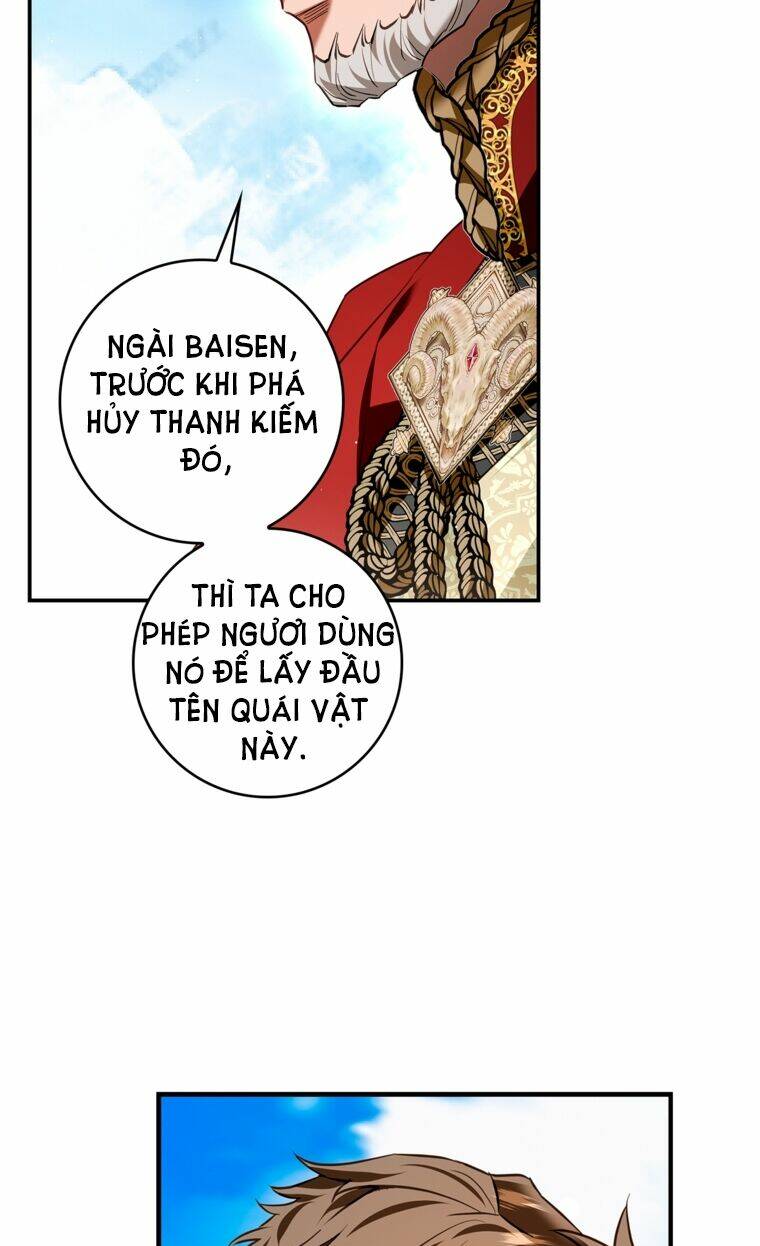 NGÀI BAISEN,
TRƯỚC KHI PHÁ
HỦY THANH KIẾM
ĐÓ,
THÌ TA CHO
PHÉP NGƯƠI DÙNG
NÓ ĐỂ LẤY ĐẦU
TÊN QUÁI VẬT
NÀY.